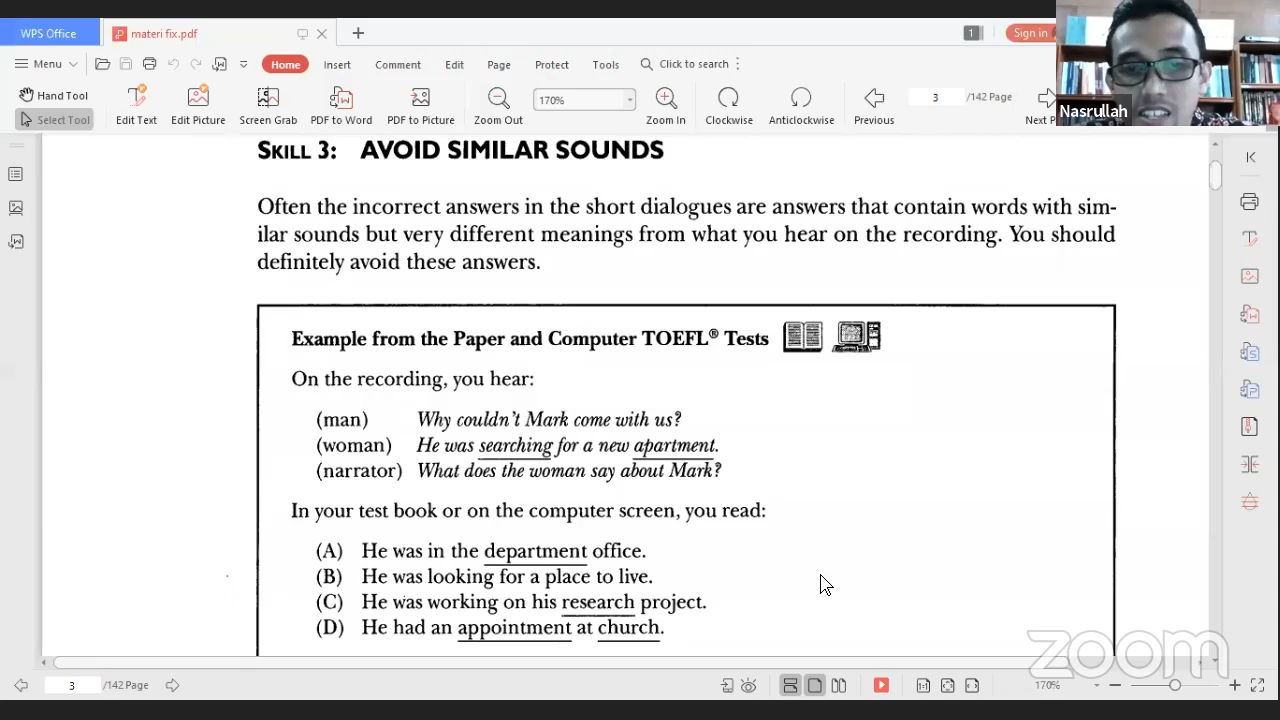 WPS Office
materi fix.pdf
1
Sign in
Menu
Home
Insert
Comment
Edit
Page
Protect
Tools
Click to search
Hand Tool
Select Tool
Edit Text
Edit Picture
Screen Grab
PDF to Word
PDF to Picture
Zoom Out
170%
Zoom In
Clockwise
Anticlockwise
Previous
3
/142 Page
Next P
Nasrullah
SKILL 3: AVOID SIMILAR SOUNDS
Often the incorrect answers in the short dialogues are answers that contain words with sim-
ilar sounds but very different meanings from what you hear on the recording. You should
definitely avoid these answers.
Example from the Paper and Computer TOEFL® Tests
On the recording, you hear:
(man) Why couldn't Mark come with us?
(woman) He was searching for a new apartment.
(narrator) What does the woman say about Mark?
In your test book or on the computer screen, you read:
(A) He was in the department office.
(B) He was looking for a place to live.
(C) He was working on his research project.
(D) He had an appointment at church.
zoom
3
/142 Page
170%